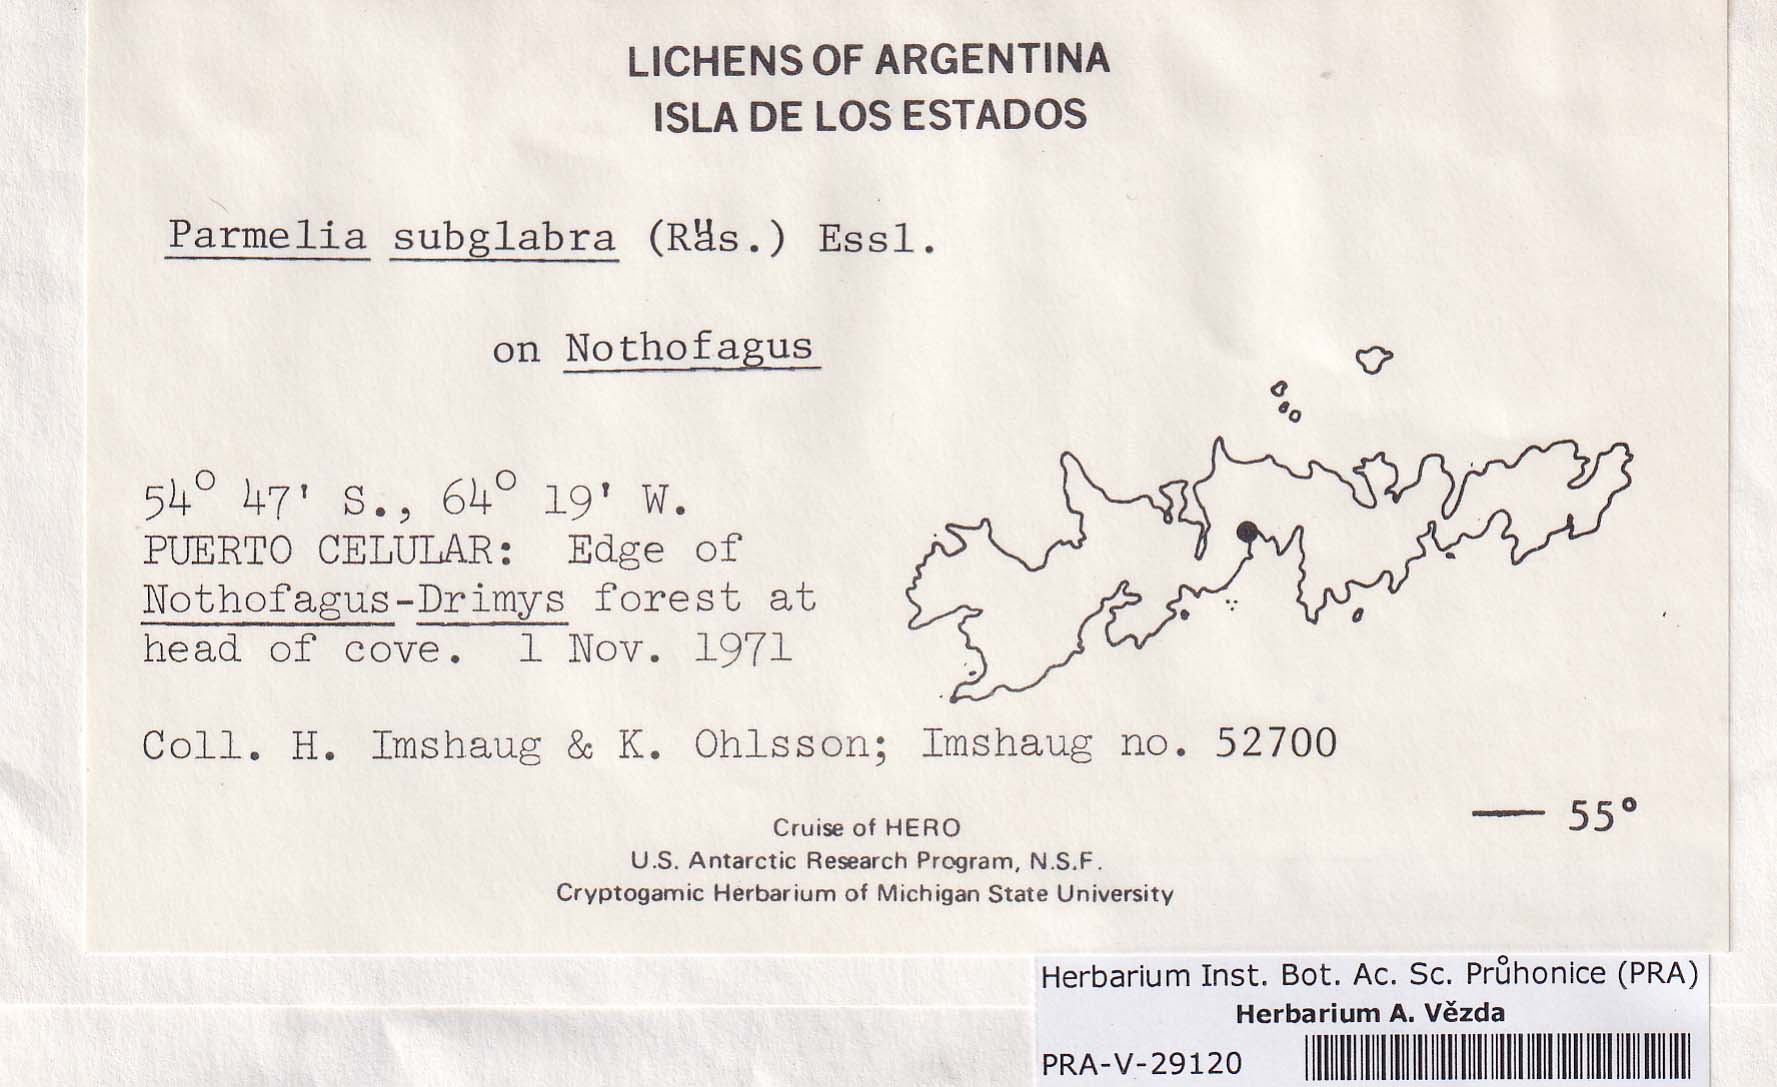 LICHENS OF ARGENTINA
ISLA DE LOS ESTADOS
Parmelia subglabra (Räs.) Essl.
on Nothofagus
54° 47' S., 64° 19' W.
PUERTO CELULAR: Edge of
Nothofagus-Drimys forest at
head of cove. 1 Nov. 1971
Coll. H. Imshaug & K. Ohlsson; Imshaug no. 52700
— 55°
Cruise of HERO
U.S. Antarctic Research Program, N.S.F.
Cryptogamic Herbarium of Michigan State University
Herbarium Inst. Bot. Ac. Sc. Průhonice (PRA)
Herbarium A. Vězda
PRA-V-29120